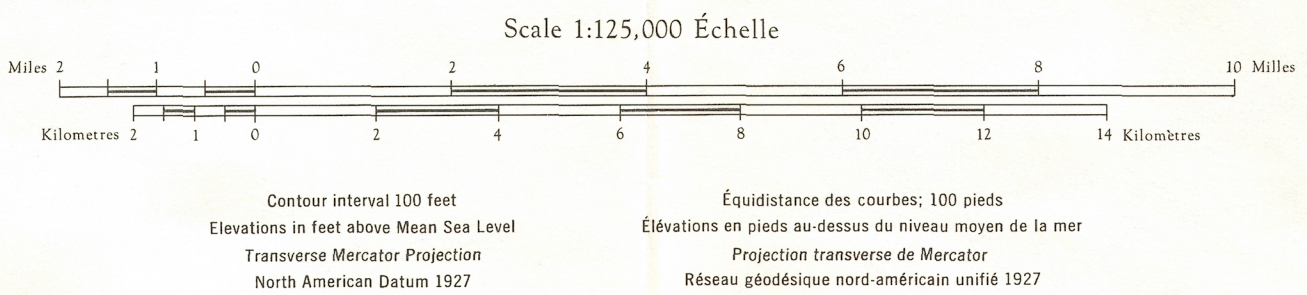 Scale 1:125,000 Échelle
Miles 2 1 0 2 4 6 8 10 Milles
Kilometres 2 1 0 2 4 6 8 10 12 14 Kilomètres
Contour interval 100 feet
Elevations in feet above Mean Sea Level
Transverse Mercator Projection
North American Datum 1927
Équidistance des courbes; 100 pieds
Élévations en pieds au-dessus du niveau moyen de la mer
Projection transverse de Mercator
Réseau géodésique nord-américain unifié 1927